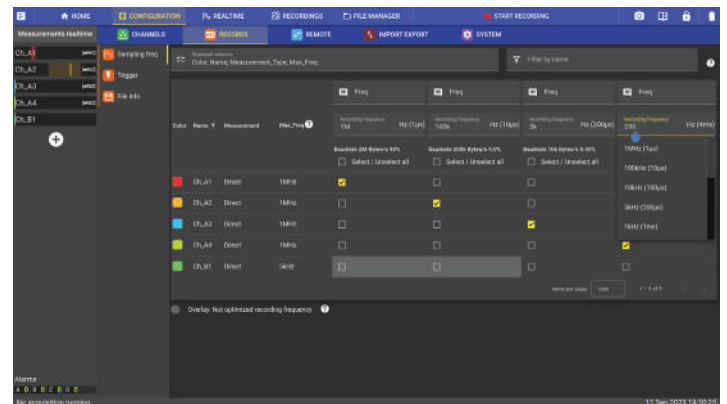 HOME
CONFIGURATION
REALTIME
RECORDINGS
FILE MANAGER
START RECORDING
Measurements realtime
CHANNELS
RECORDS
REMOTE
IMPORT EXPORT
SYSTEM
Ch_A1
Ch_A2
Ch_A3
Ch_A4
Ch_B1
Sampling freq.
Trigger
File info
Displayed columns
Color, Name, Measurement_Type, Max_Freq
Filter by name
Freq Freq Freq Freq
Color Name Measurement Max_Freq
Recording frequency Recording frequency Recording frequency Recording frequency
1M Hz (1µs) 100k Hz (10µs) 5k Hz (200µs) 250 Hz (4ms)
Select / Unselect all Select / Unselect all Select / Unselect all
1MHz (1µs)
100kHz (10µs)
10kHz (100µs)
5kHz (200µs)
1kHz (1ms)
Ch_A1 Direct 1MHz
Ch_A2 Direct 1MHz
Ch_A3 Direct 1MHz
Ch_A4 Direct 1MHz
Ch_B1 Direct 5kHz
Items per page
Overlay: Not optimized recording frequency
Alarms
No acquisition running
12 Sep 2023 19:20:25